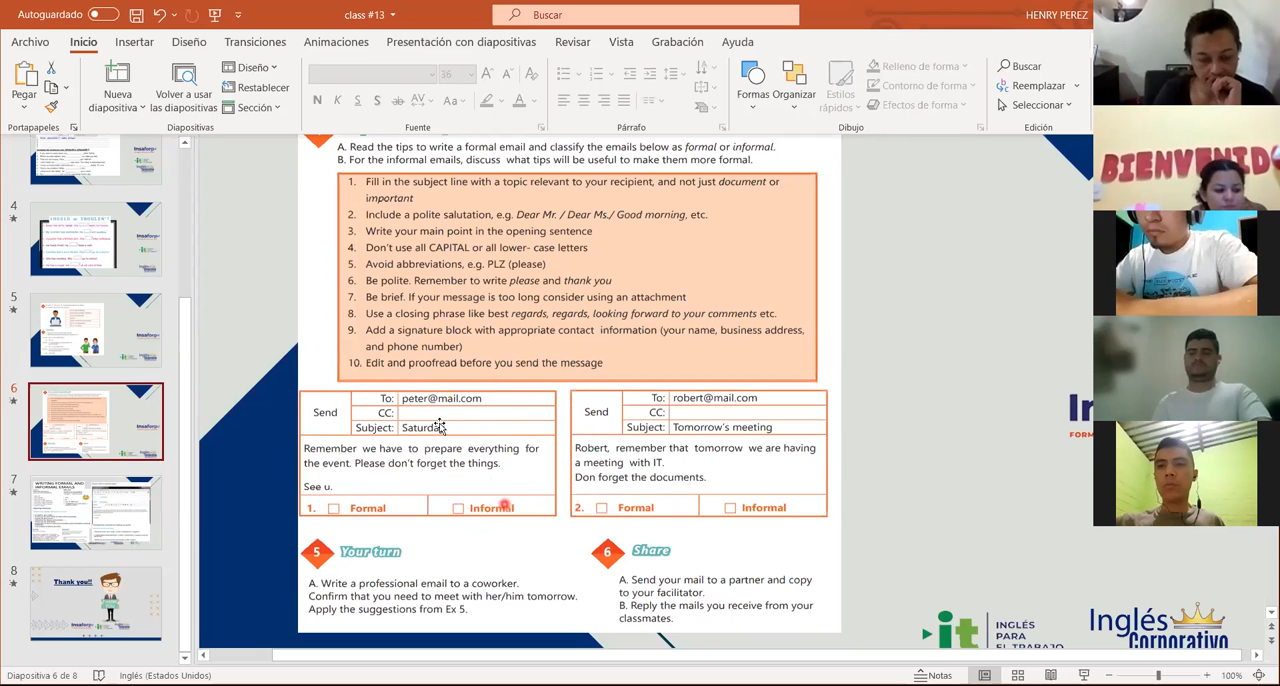 Autoguardado
class #13
Buscar
HENRY PEREZ
Archivo Inicio Insertar Diseño Transiciones Animaciones Presentación con diapositivas Revisar Vista Grabación Ayuda
Pegar
Nueva diapositiva
Volver a usar las diapositivas
Diseño
Restablecer
Sección
36
N K S S ab AV Aa A
Formas Organizar
Estilos rápidos
Relleno de forma
Contorno de forma
Efectos de forma
Buscar
Reemplazar
Seleccionar
Portapapeles Diapositivas Fuente Párrafo Dibujo Edición
A. Read the tips to write a formal email and classify the emails below as formal or informal.
B. For the informal emails, discuss what tips will be useful to make them more formal.
1. Fill in the subject line with a topic relevant to your recipient, and not just document or
important
2. Include a polite salutation, e.g. Dear Mr. / Dear Ms./ Good morning, etc.
3. Write your main point in the opening sentence
4. Don't use all CAPITAL or all lower- case letters
5. Avoid abbreviations, e.g. PLZ (please)
6. Be polite. Remember to write please and thank you
7. Be brief. If your message is too long consider using an attachment
8. Use a closing phrase like best regards, regards, looking forward to your comments etc.
9. Add a signature block with appropriate contact information (your name, business address,
and phone number)
10. Edit and proofread before you send the message
Send
To: peter@mail.com
CC:
Subject: Saturday
Remember we have to prepare everything for
the event. Please don't forget the things.
See u.
1. Formal Informal
Send
To: robert@mail.com
CC:
Subject: Tomorrow's meeting
Robert, remember that tomorrow we are having
a meeting with IT.
Don forget the documents.
2. Formal Informal
5 Your turn
A. Write a professional email to a coworker.
Confirm that you need to meet with her/him tomorrow.
Apply the suggestions from Ex 5.
6 Share
A. Send your mail to a partner and copy
to your facilitator.
B. Reply the mails you receive from your
classmates.
4
5
6
7
8
Thank you!!
BIENVENID
it
INGLÉS
PARA
EL TRABAJO
Inglés
Corporativo
Diapositiva 6 de 8
Inglés (Estados Unidos)
Notas
100%